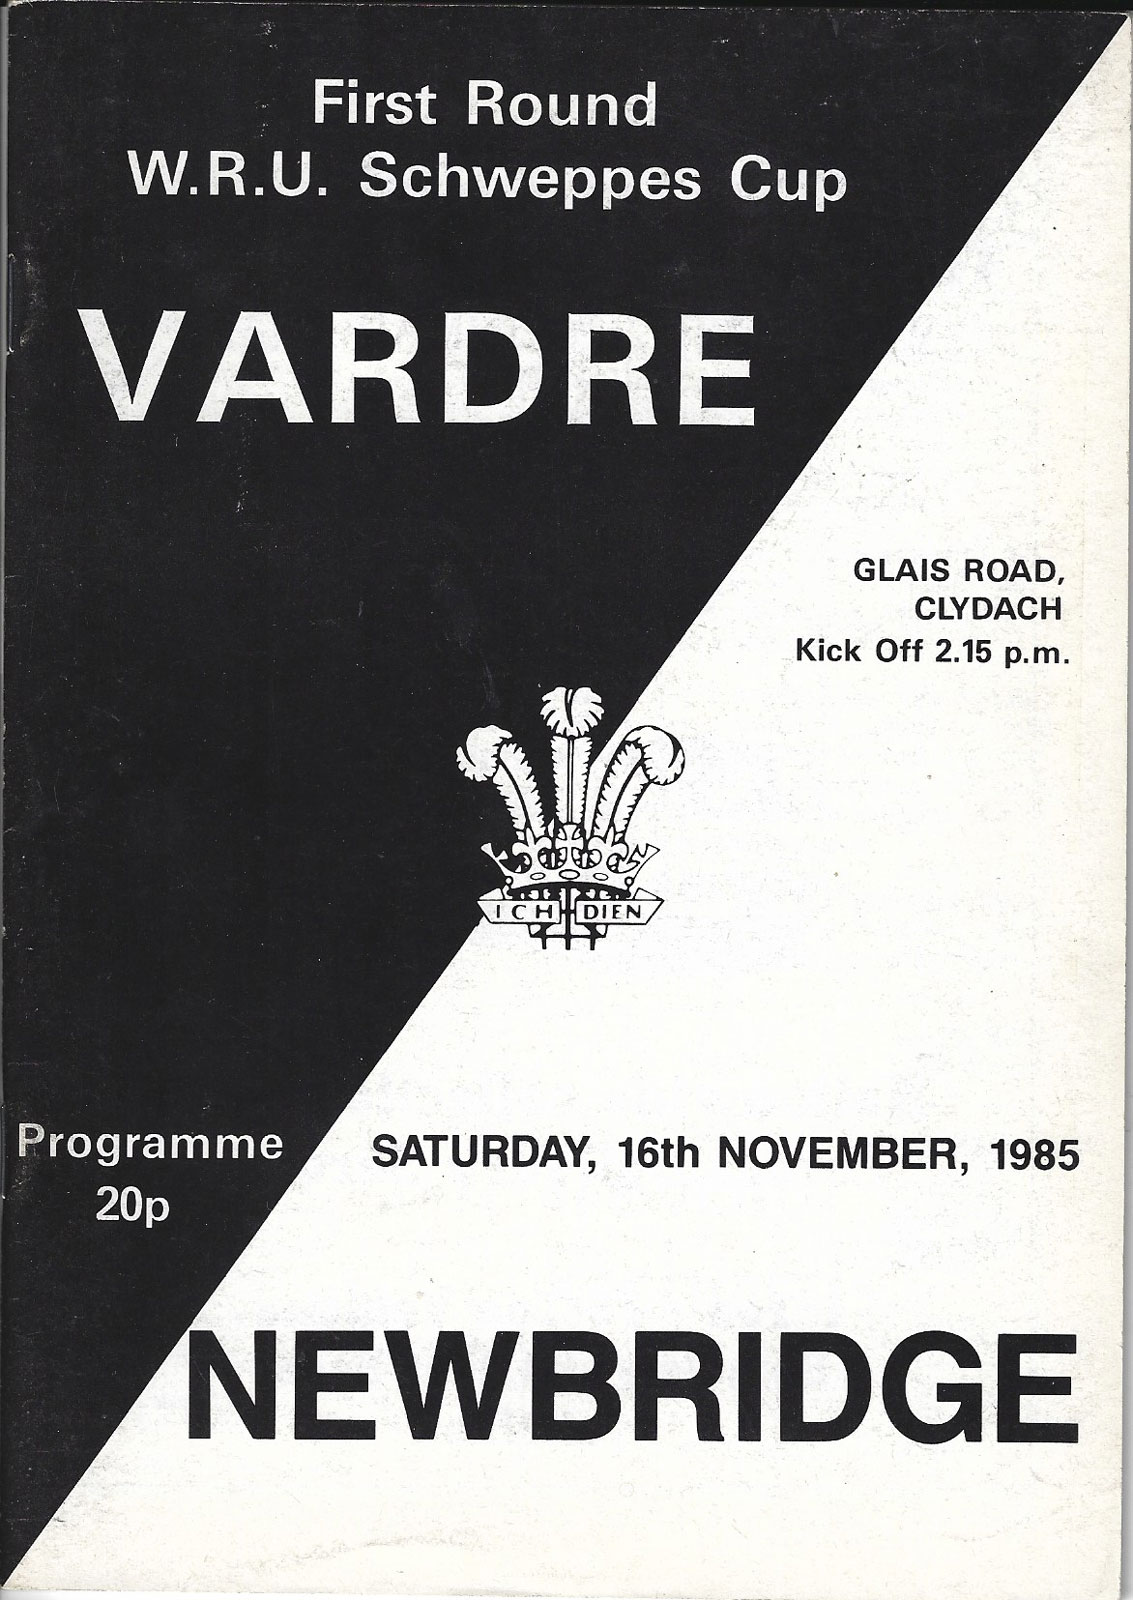 First Round
W.R.U. Schweppes Cup
VARDRE
GLAIS ROAD,
CLYDACH
Kick Off 2.15 p.m.
ICH DIEN
Programme
20p
SATURDAY, 16th NOVEMBER, 1985
NEWBRIDGE